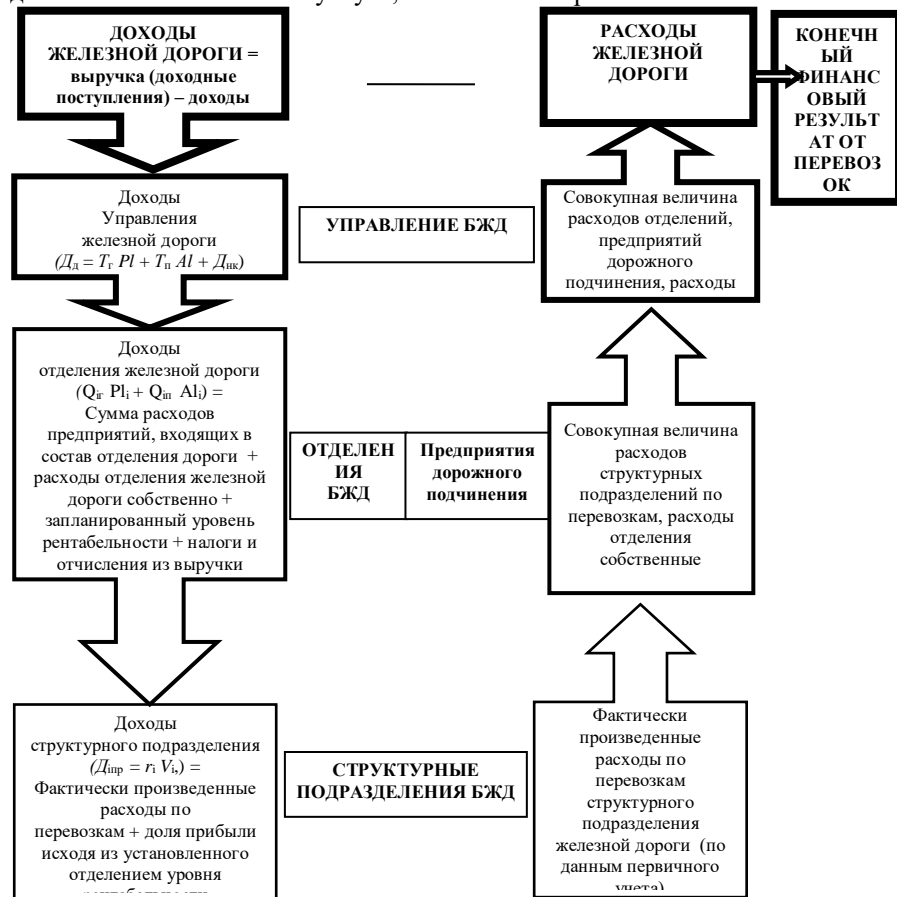 ДОХОДЫ
ЖЕЛЕЗНОЙ ДОРОГИ =
выручка (доходные
поступления) – доходы
РАСХОДЫ
ЖЕЛЕЗНОЙ
ДОРОГИ
КОНЕЧН
ЫЙ
ФИНАНС
ОВЫЙ
РЕЗУЛЬТ
АТ ОТ
ПЕРЕВОЗ
ОК
Доходы
Управления
железной дороги
(Дд = Тг Pl + Тп Al + Днк)
УПРАВЛЕНИЕ БЖД
Совокупная величина
расходов отделений,
предприятий
дорожного
подчинения, расходы
Доходы
отделения железной дороги
(Qiг Pli + Qiп Ali) =
Сумма расходов
предприятий, входящих в
состав отделения дороги +
расходы отделения железной
дороги собственно +
запланированный уровень
рентабельности + налоги и
отчисления из выручки
ОТДЕЛЕН
ИЯ
БЖД
Предприятия
дорожного
подчинения
Совокупная величина
расходов
структурных
подразделений по
перевозкам, расходы
отделения
собственные
Доходы
структурного подразделения
(Дiпр = ri Vi,) =
Фактически произведенные
расходы по
перевозкам + доля прибыли
исходя из установленного
отделением уровня
СТРУКТУРНЫЕ
ПОДРАЗДЕЛЕНИЯ БЖД
Фактически
произведенные
расходы по
перевозкам
структурного
подразделения
железной дороги (по
данным первичного
учета)